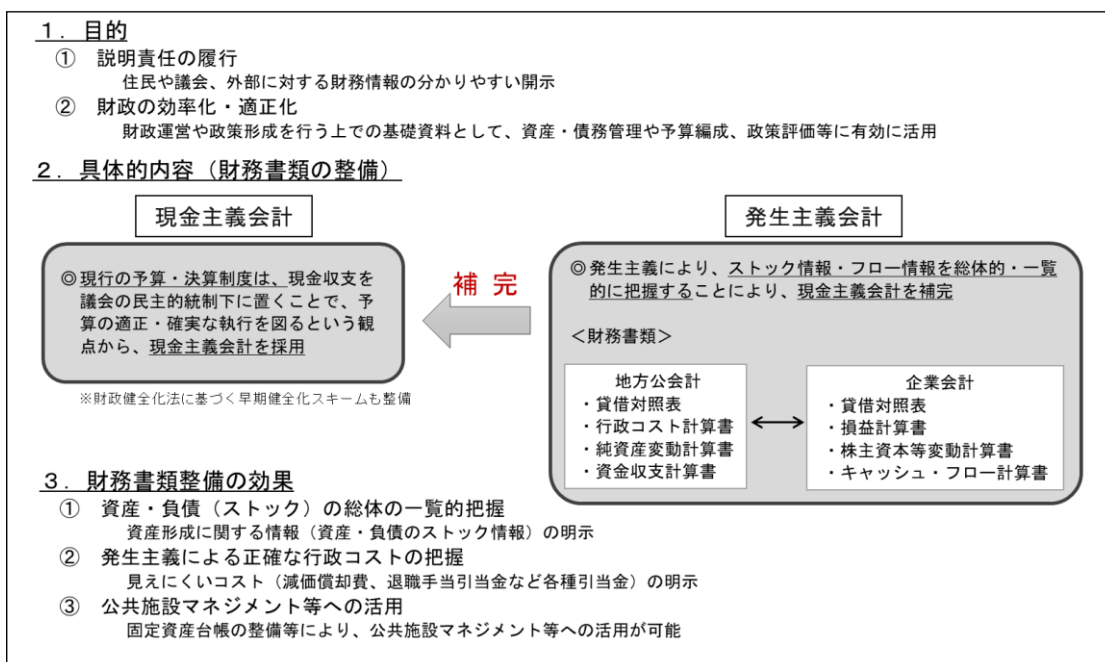 １．目的
① 説明責任の履行
住民や議会、外部に対する財務情報の分かりやすい開示
② 財政の効率化・適正化
財政運営や政策形成を行う上での基礎資料として、資産・債務管理や予算編成、政策評価等に有効に活用
２．具体的内容（財務書類の整備）
現金主義会計
◎現行の予算・決算制度は、現金収支を
議会の民主的統制下に置くことで、予
算の適正・確実な執行を図るという観
点から、現金主義会計を採用
※財政健全化法に基づく早期健全化スキームも整備
補完
発生主義会計
◎発生主義により、ストック情報・フロー情報を総体的・一覧
的に把握することにより、現金主義会計を補完
＜財務書類＞
地方公会計
・貸借対照表
・行政コスト計算書
・純資産変動計算書
・資金収支計算書
企業会計
・貸借対照表
・損益計算書
・株主資本等変動計算書
・キャッシュ・フロー計算書
３．財務書類整備の効果
① 資産・負債（ストック）の総体の一覧的把握
資産形成に関する情報（資産・負債のストック情報）の明示
② 発生主義による正確な行政コストの把握
見えにくいコスト（減価償却費、退職手当引当金など各種引当金）の明示
③ 公共施設マネジメント等への活用
固定資産台帳の整備等により、公共施設マネジメント等への活用が可能